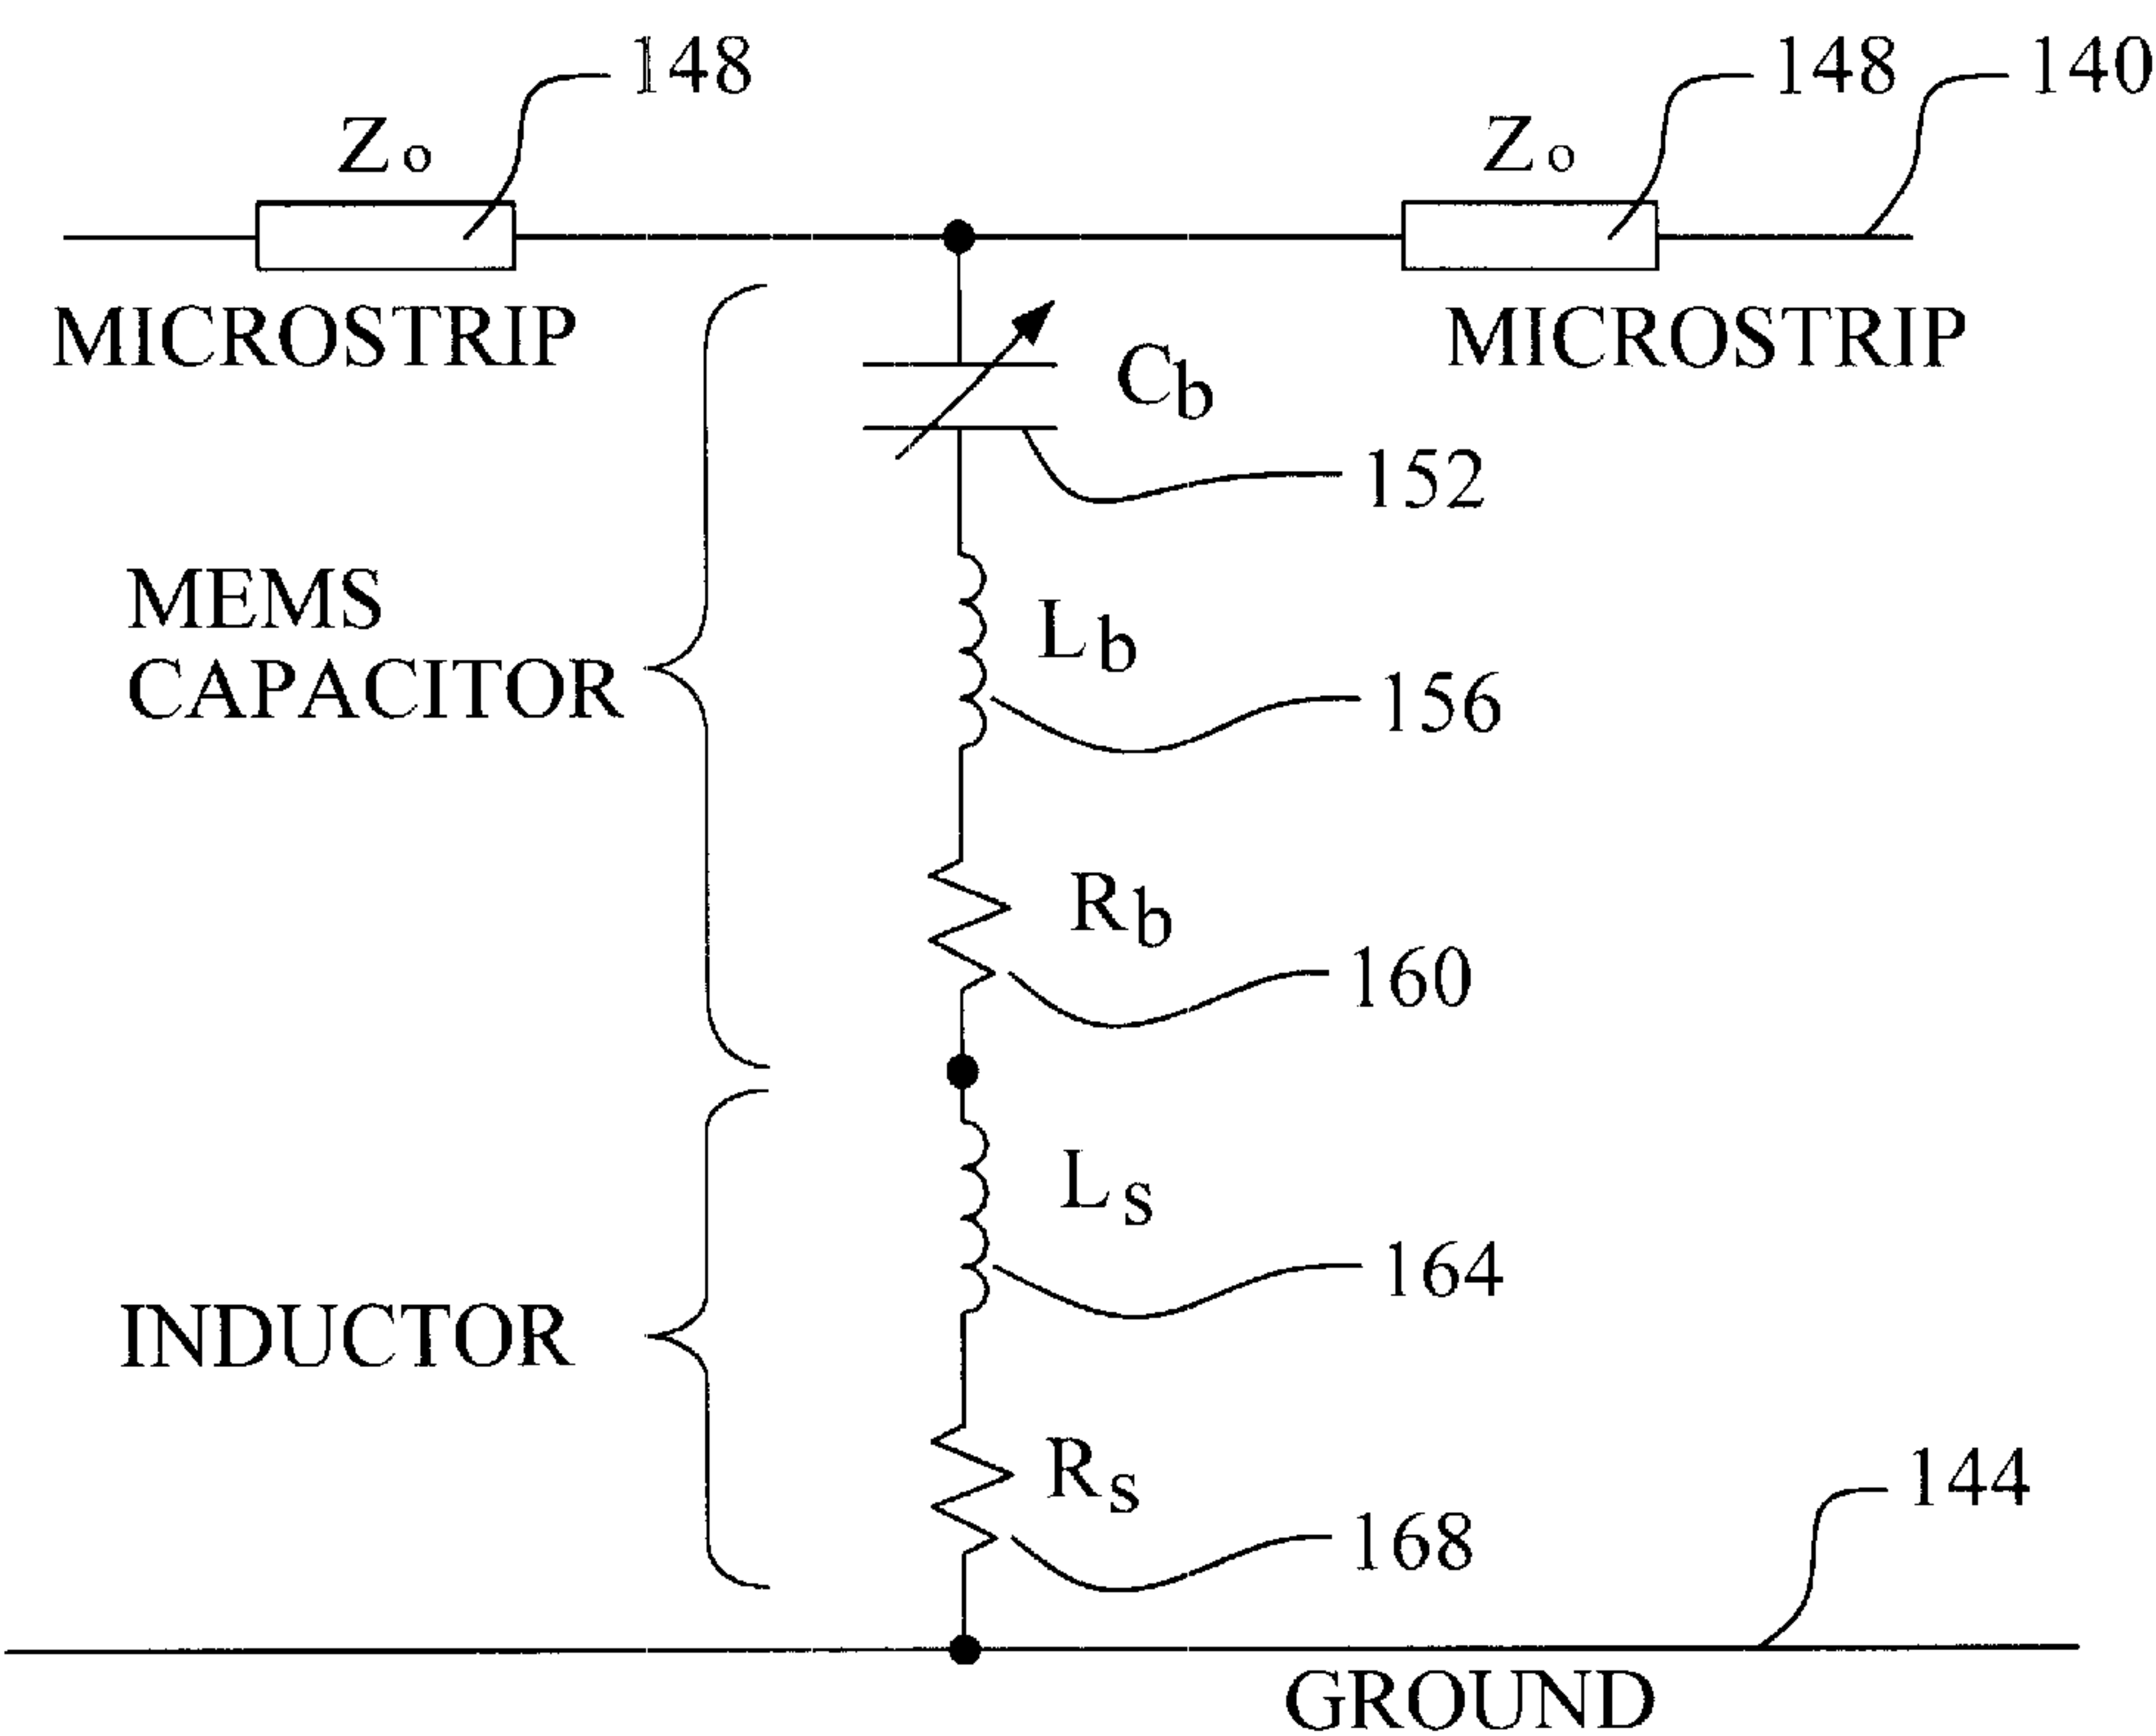 148
148
140
Zo
Zo
MICROSTRIP
MICROSTRIP
Cb
152
MEMS
CAPACITOR
Lb
156
Rb
160
Ls
164
INDUCTOR
Rs
168
144
GROUND